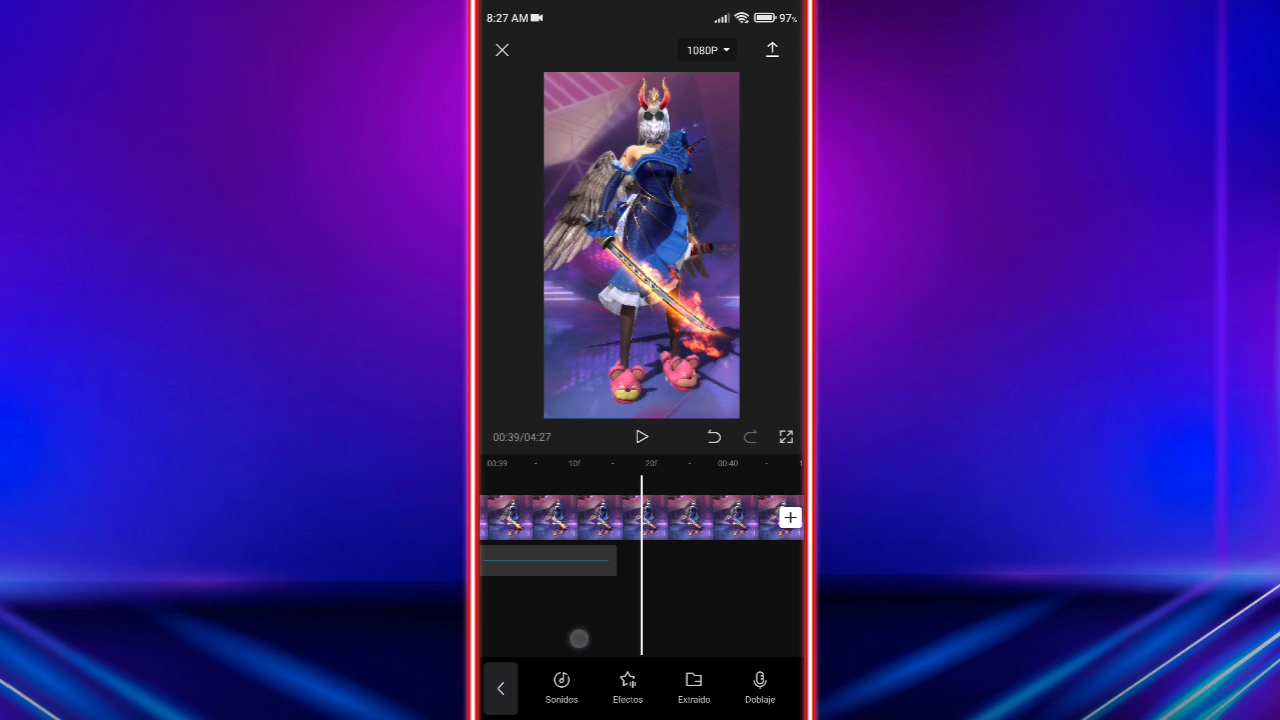 8:27 AM
97%
1080P
00:39/04:27
00:39
10f
20f
00:40
Sonidos
Efectos
Extraido
Doblaje